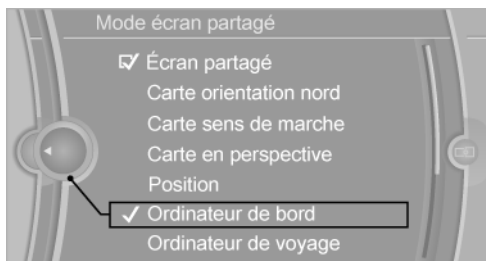 Mode écran partagé
Écran partagé
Carte orientation nord
Carte sens de marche
Carte en perspective
Position
Ordinateur de bord
Ordinateur de voyage